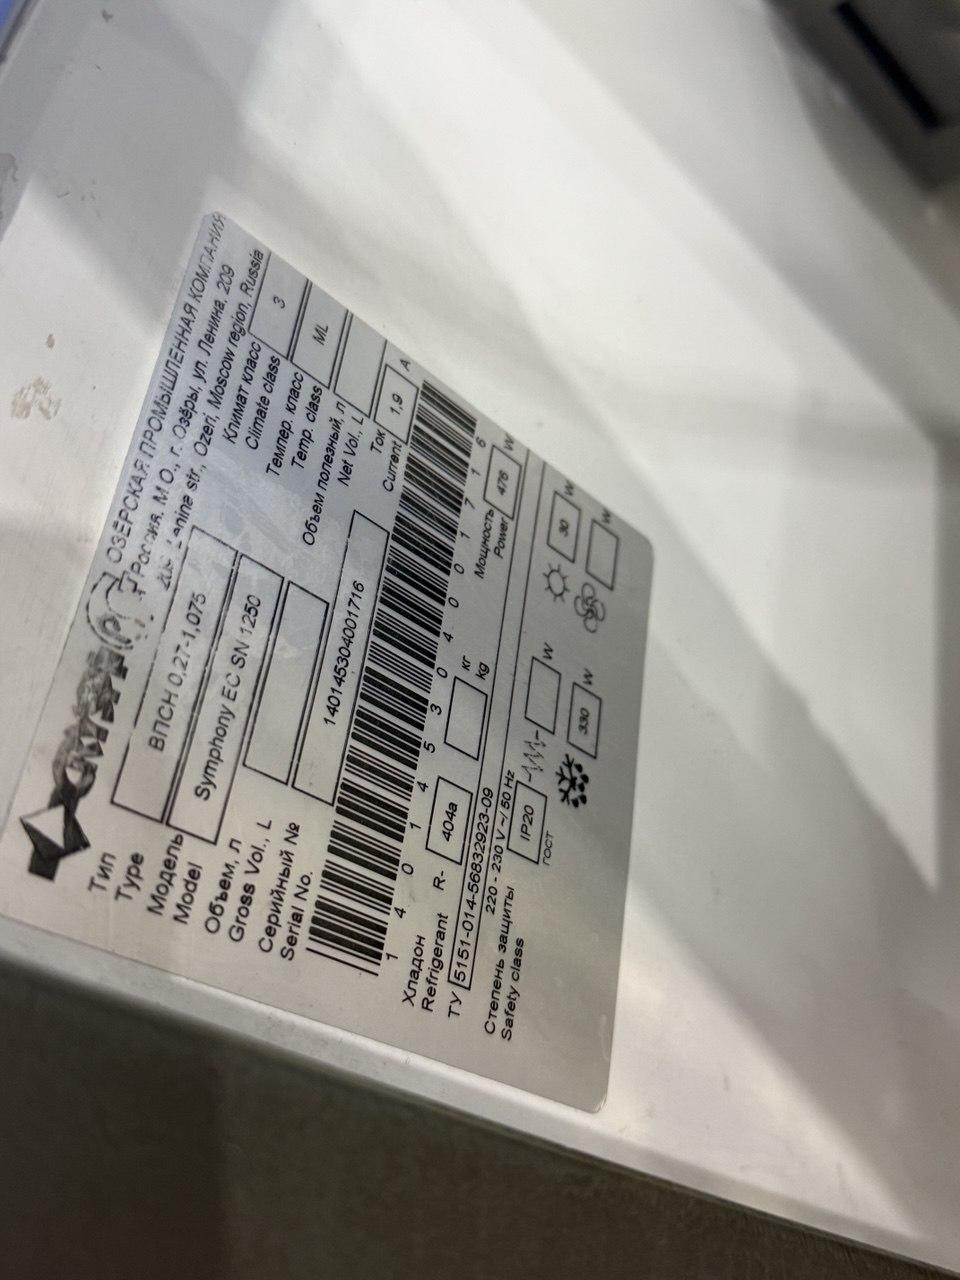 ОЗЁРСКАЯ ПРОМЫШЛЕННАЯ КОМПАНИЯ
Россия, М.О., г. Озёры, ул. Ленина, 209
Lenina str., Ozeri, Moscow region, Russia
Тип
Type
ВПСН 0,27-1,075
Климат класс
Climate class
3
Модель
Model
Symphony EC SN 1250
Темпер. класс
Temp. class
ML
Объем, л
Gross Vol., L
Объем полезный, л
Net Vol., L
Серийный №
Serial No.
140145304001716
Ток
Current
1,9
A
1 4 0 1 4 5 3 0 4 0 0 1 7 1 6
Хладон
Refrigerant
R-
404a
кг
kg
Мощность
Power
476
W
ТУ
5151-014-56832923-09
220 - 230 V ~/ 50 Hz
Степень защиты
Safety class
IP20
ГОСТ
W
30
W
330
W
W